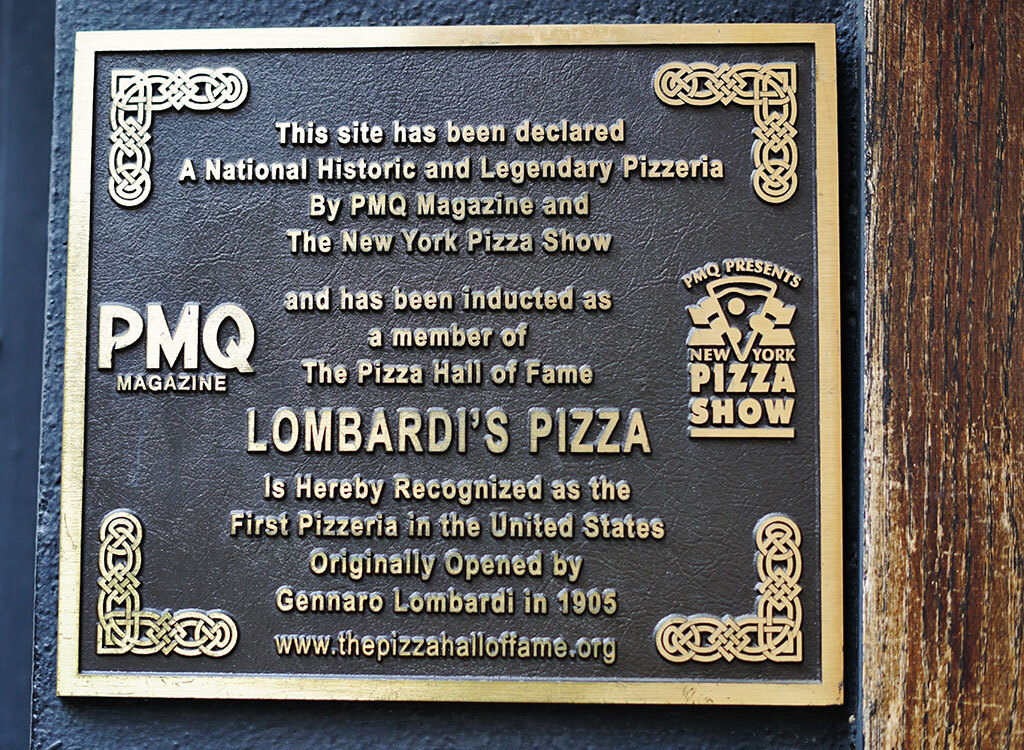 This site has been declared
A National Historic and Legendary Pizzeria
By PMQ Magazine and
The New York Pizza Show
and has been inducted as
a member of
The Pizza Hall of Fame
LOMBARDI'S PIZZA
Is Hereby Recognized as the
First Pizzeria in the United States
Originally Opened by
Gennaro Lombardi in 1905
www.thepizzahalloffame.org
PMQ
MAGAZINE
PMQ PRESENTS
NEW YORK
PIZZA
SHOW